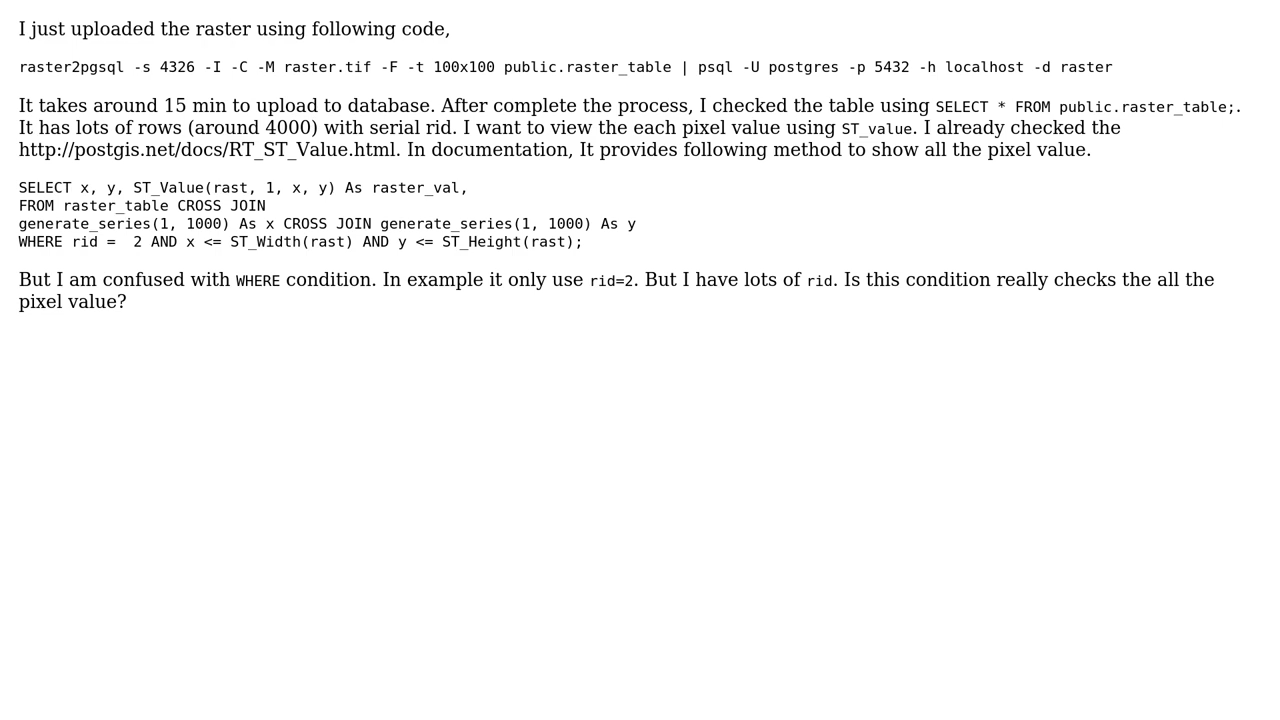 I just uploaded the raster using following code,
raster2pgsql -s 4326 -I -C -M raster.tif -F -t 100x100 public.raster_table | psql -U postgres -p 5432 -h localhost -d raster
It takes around 15 min to upload to database. After complete the process, I checked the table using SELECT * FROM public.raster_table;.
It has lots of rows (around 4000) with serial rid. I want to view the each pixel value using ST_value. I already checked the
http://postgis.net/docs/RT_ST_Value.html. In documentation, It provides following method to show all the pixel value.
SELECT x, y, ST_Value(rast, 1, x, y) As raster_val,
FROM raster_table CROSS JOIN
generate_series(1, 1000) As x CROSS JOIN generate_series(1, 1000) As y
WHERE rid =  2 AND x <= ST_Width(rast) AND y <= ST_Height(rast);
But I am confused with WHERE condition. In example it only use rid=2. But I have lots of rid. Is this condition really checks the all the
pixel value?